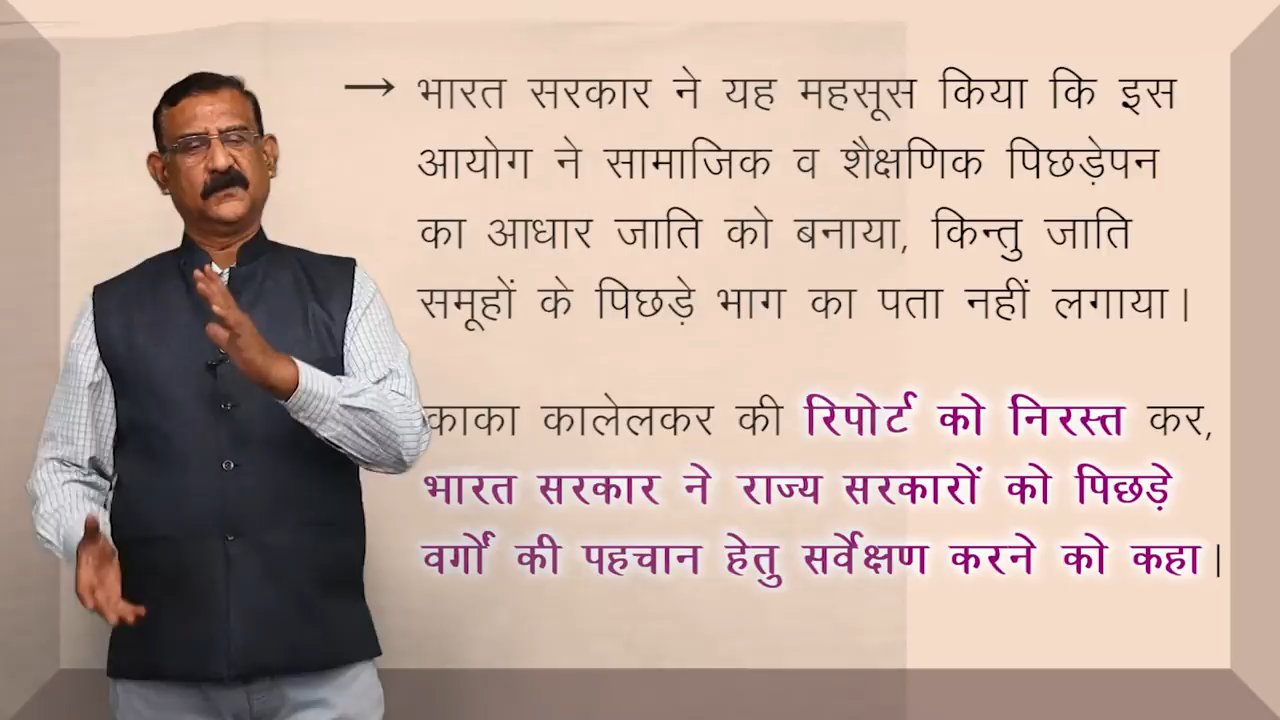 → भारत सरकार ने यह महसूस किया कि इस
आयोग ने सामाजिक व शैक्षणिक पिछड़ेपन
का आधार जाति को बनाया, किन्तु जाति
समूहों के पिछड़े भाग का पता नहीं लगाया।
काका कालेलकर की रिपोर्ट को निरस्त कर,
भारत सरकार ने राज्य सरकारों को पिछड़े
वर्गों की पहचान हेतु सर्वेक्षण करने को कहा।